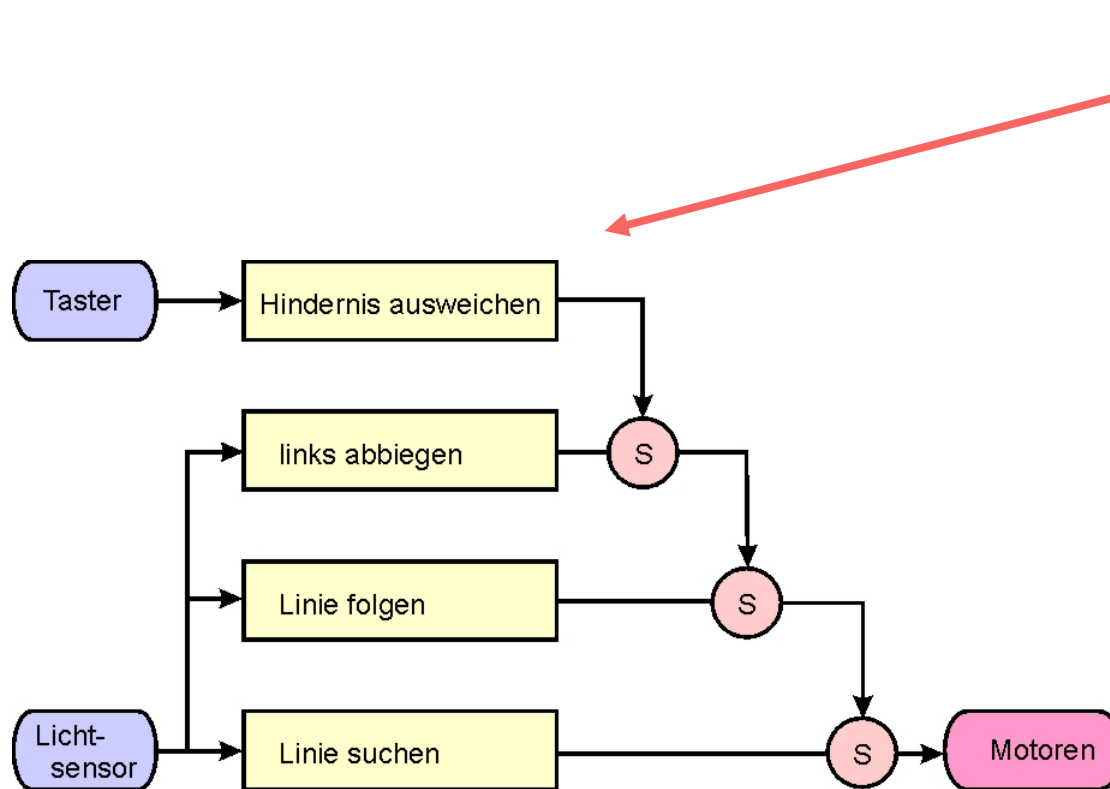 Taster
Hindernis ausweichen
links abbiegen
S
Linie folgen
S
Licht-
sensor
Linie suchen
S
Motoren